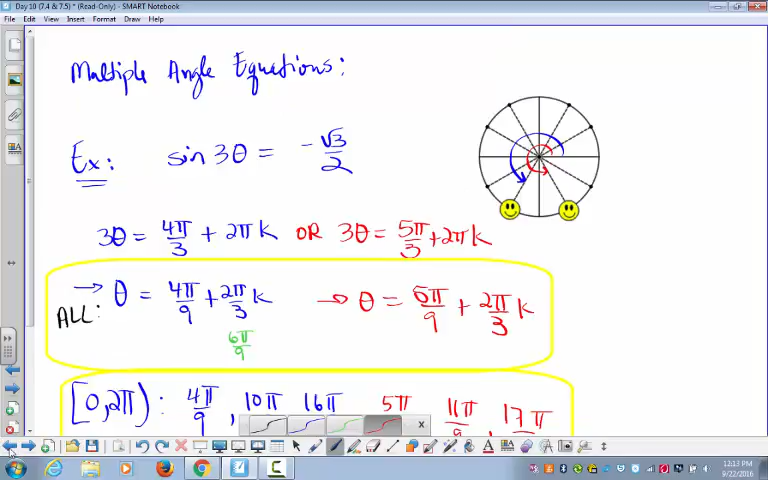 Day 10 (7.4 & 7.5) * (Read-Only) - SMART Notebook
File Edit View Insert Format Draw Help
Multiple Angle Equations:
Ex: sin 3θ = -√3/2
3θ = 4π/3 + 2πk OR 3θ = 5π/3 + 2πk
ALL: → θ = 4π/9 + 2π/3 k → θ = 5π/9 + 2π/3 k
6π/9
[0, 2π): 4π/9, 10π 16π 5π 11π/9, 17π
12:13 PM
9/22/2016